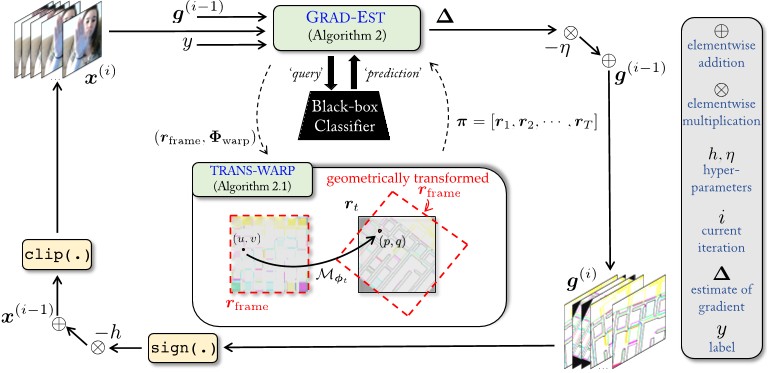 g^(i−1)
y
x^(i)
GRAD-EST
(Algorithm 2)
Δ
−η
⊗
⊕
g^(i−1)
'query'
'prediction'
Black-box
Classifier
(r_frame, Φ_warp)
π = [r_1, r_2, ⋯ , r_T]
TRANS-WARP
(Algorithm 2.1)
geometrically transformed
r_frame
r_t
(u, v)
(p, q)
M_ϕ_t
r_frame
g^(i)
sign(.)
−h
⊗
⊕
x^(i−1)
clip(.)
⊕
elementwise
addition
⊗
elementwise
multiplication
h, η
hyper-
parameters
i
current
iteration
Δ
estimate of
gradient
y
label